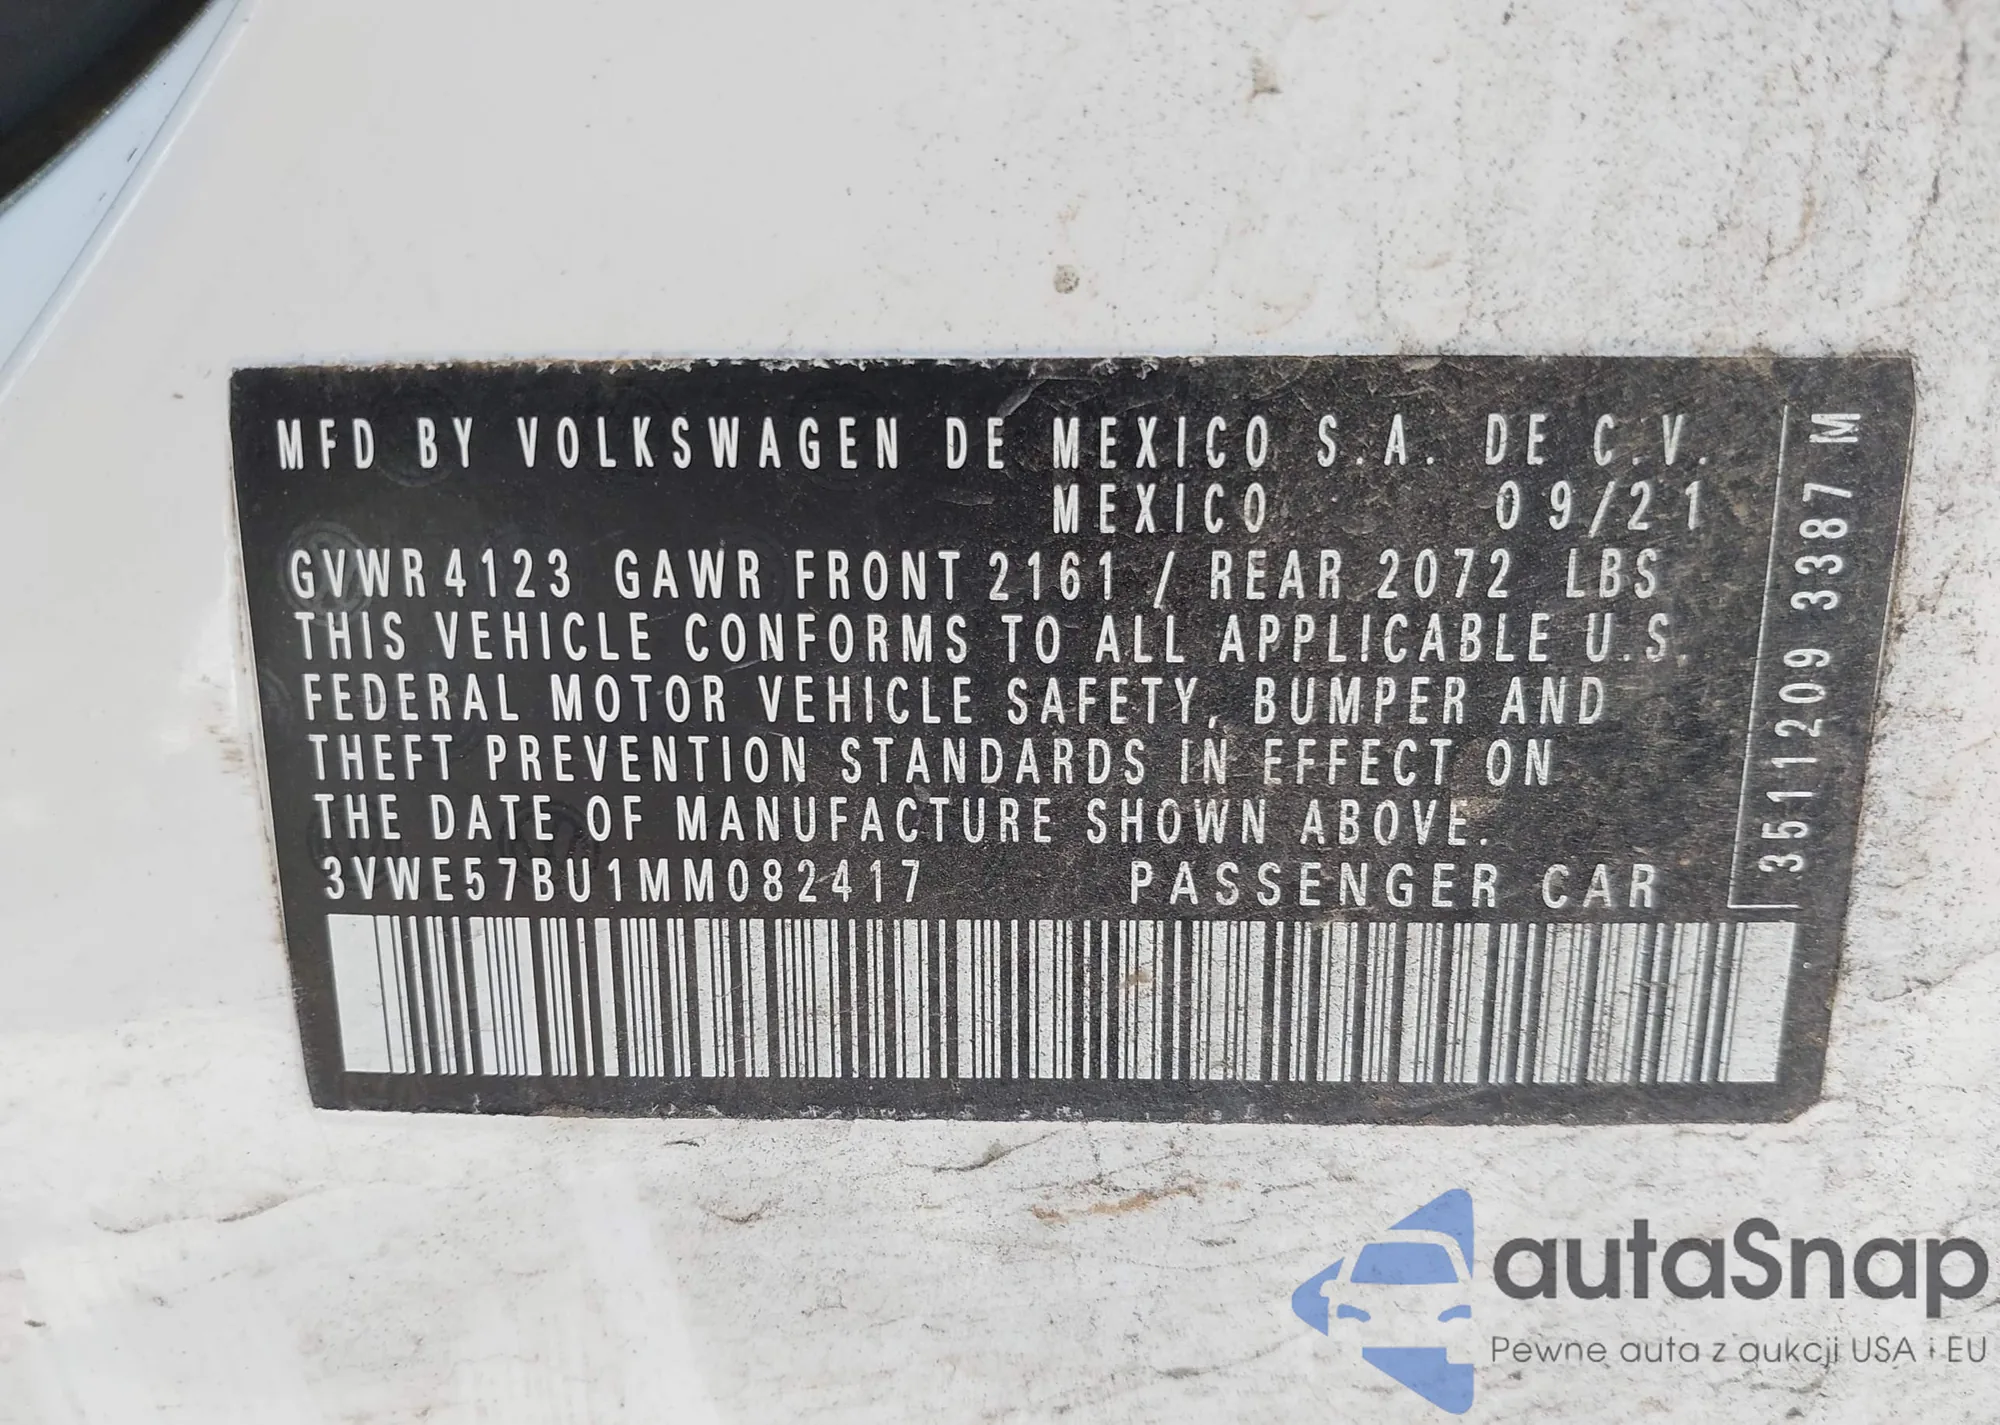 MFD BY VOLKSWAGEN DE MEXICO S.A. DE C.V.
MEXICO 09/21
GVWR 4123 GAWR FRONT 2161 / REAR 2072 LBS
THIS VEHICLE CONFORMS TO ALL APPLICABLE U.S.
FEDERAL MOTOR VEHICLE SAFETY, BUMPER AND
THEFT PREVENTION STANDARDS IN EFFECT ON
THE DATE OF MANUFACTURE SHOWN ABOVE.
3VWE57BU1MM082417 PASSENGER CAR
3511209 3387 M
autaSnap
Pewne auta z aukcji USA i EU